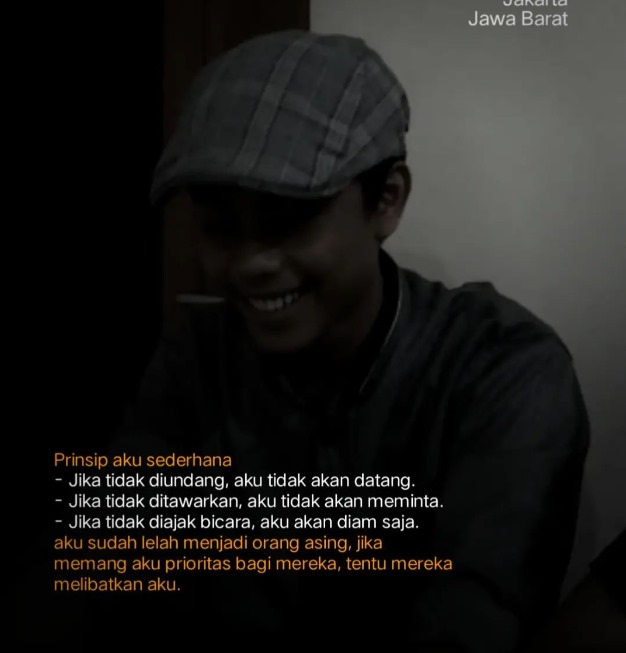 Jakarta
Jawa Barat
Prinsip aku sederhana
- Jika tidak diundang, aku tidak akan datang.
- Jika tidak ditawarkan, aku tidak akan meminta.
- Jika tidak diajak bicara, aku akan diam saja.
aku sudah lelah menjadi orang asing, jika
memang aku prioritas bagi mereka, tentu mereka
melibatkan aku.